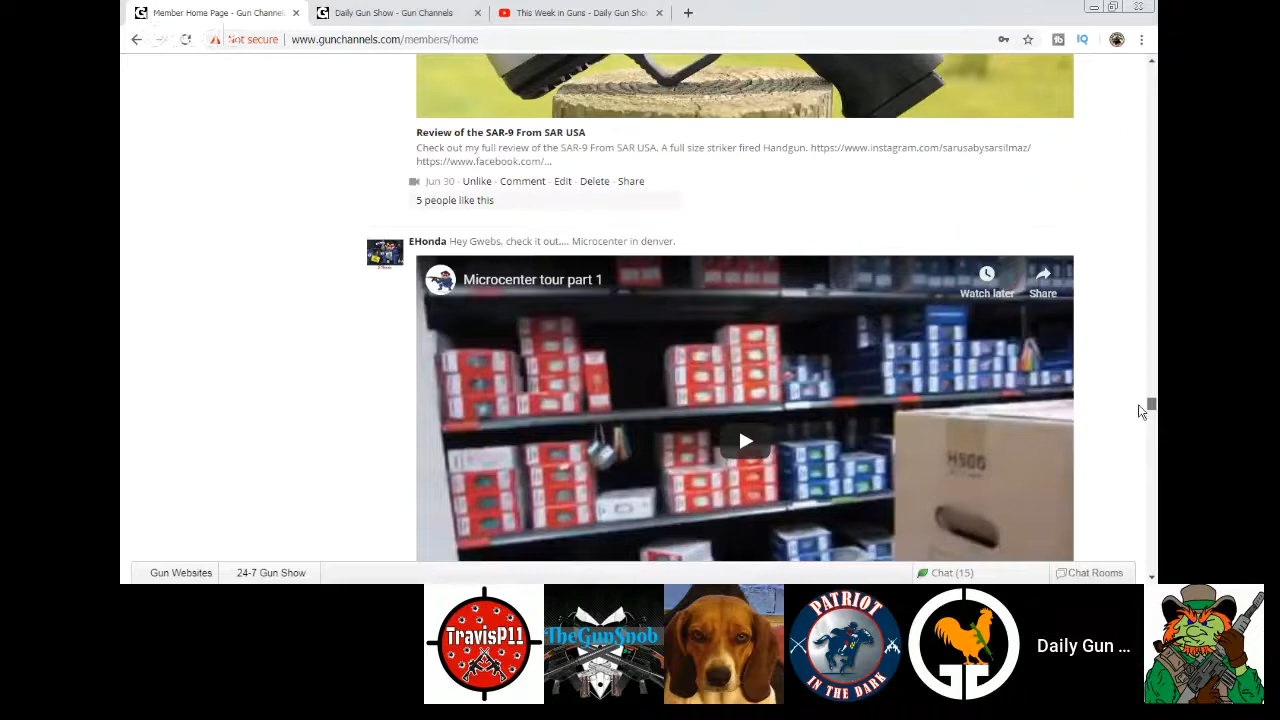 Member Home Page - Gun Channel
Daily Gun Show - Gun Channels
This Week in Guns - Daily Gun Sho
Not secure
www.gunchannels.com/members/home
Review of the SAR-9 From SAR USA
Check out my full review of the SAR-9 From SAR USA. A full size striker fired Handgun. https://www.instagram.com/sarusabysarsilmaz/
https://www.facebook.com/...
Jun 30 - Unlike - Comment - Edit - Delete - Share
5 people like this
EHonda Hey Gwebs, check it out.... Microcenter in denver.
Microcenter tour part 1
Watch later
Share
H500
Gun Websites
24-7 Gun Show
Chat (15)
Chat Rooms
TravisP11
TheGunSnob
PATRIOT
IN THE DARK
Daily Gun ...